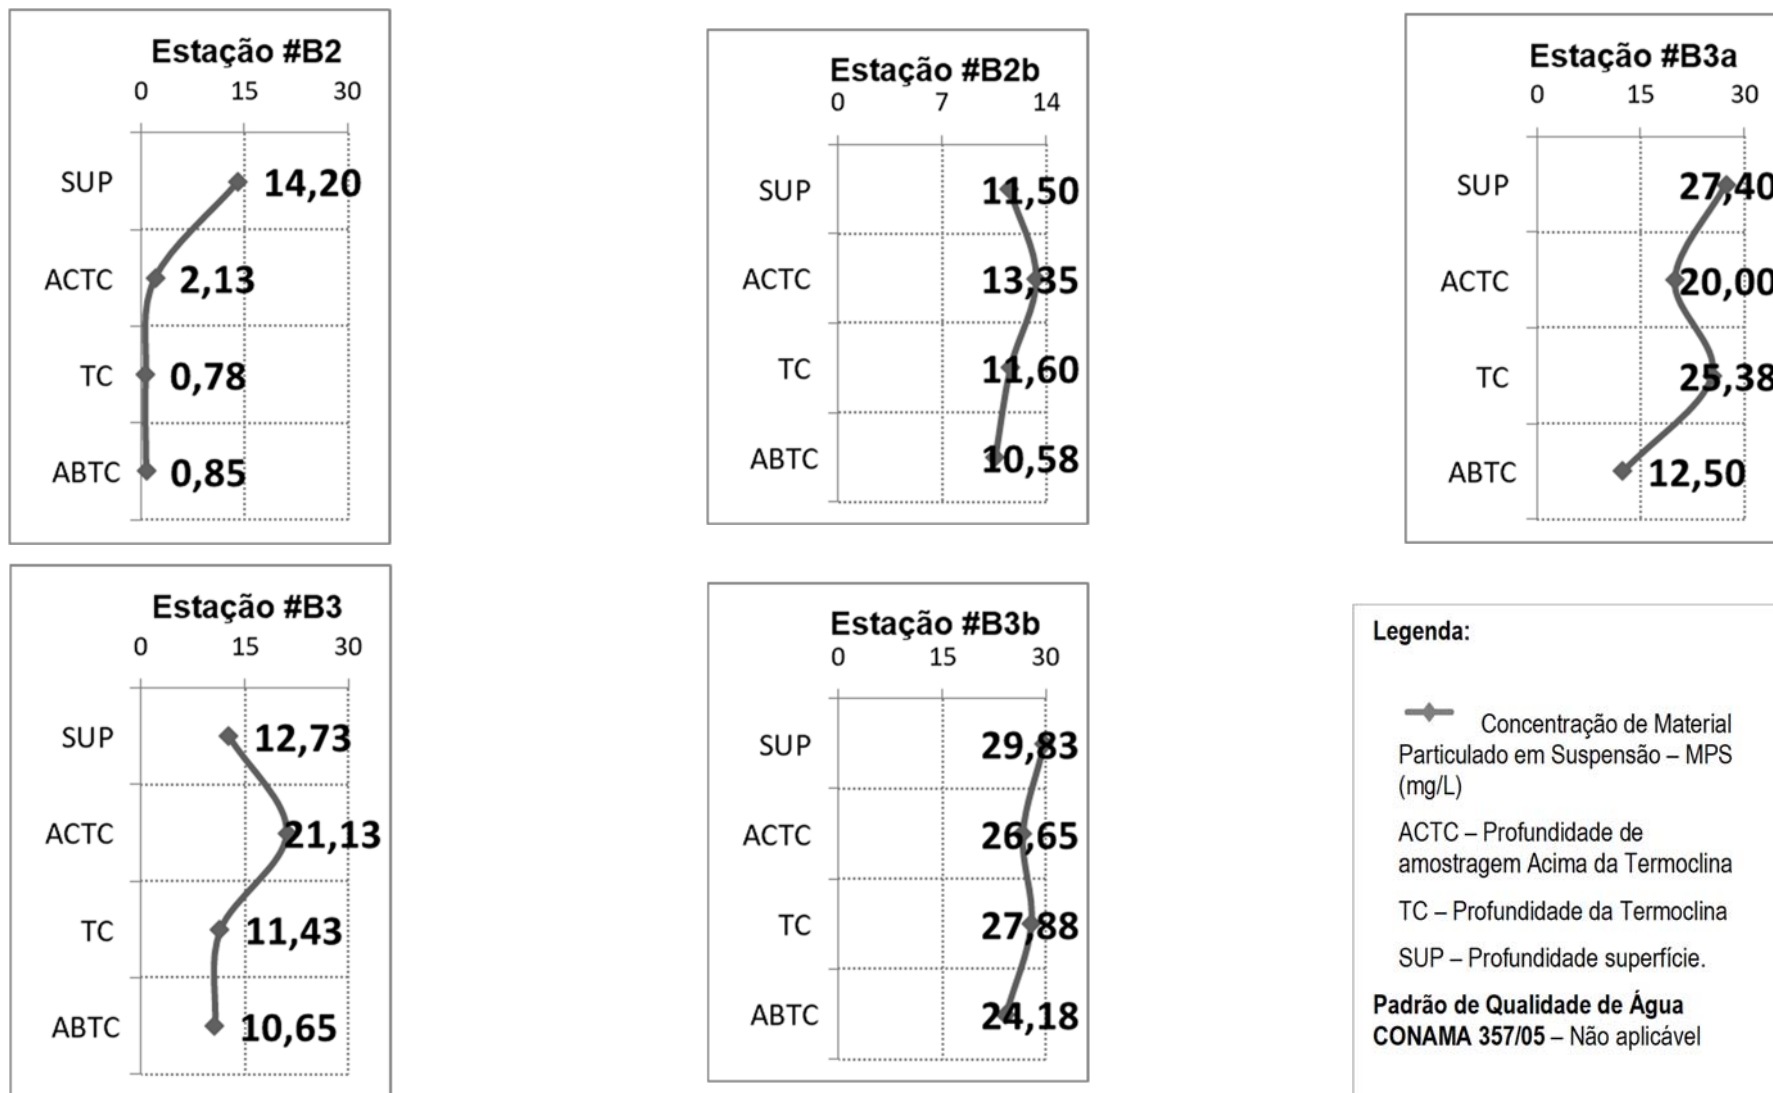 Estação #B2
0 15 30
SUP 14,20
ACTC 2,13
TC 0,78
ABTC 0,85
Estação #B2b
0 7 14
SUP 11,50
ACTC 13,35
TC 11,60
ABTC 10,58
Estação #B3a
0 15 30
SUP 27,40
ACTC 20,00
TC 25,38
ABTC 12,50
Estação #B3
0 15 30
SUP 12,73
ACTC 21,13
TC 11,43
ABTC 10,65
Estação #B3b
0 15 30
SUP 29,83
ACTC 26,65
TC 27,88
ABTC 24,18
Legenda:
Concentração de Material
Particulado em Suspensão – MPS
(mg/L)
ACTC – Profundidade de
amostragem Acima da Termoclina
TC – Profundidade da Termoclina
SUP – Profundidade superfície.
Padrão de Qualidade de Água
CONAMA 357/05 – Não aplicável